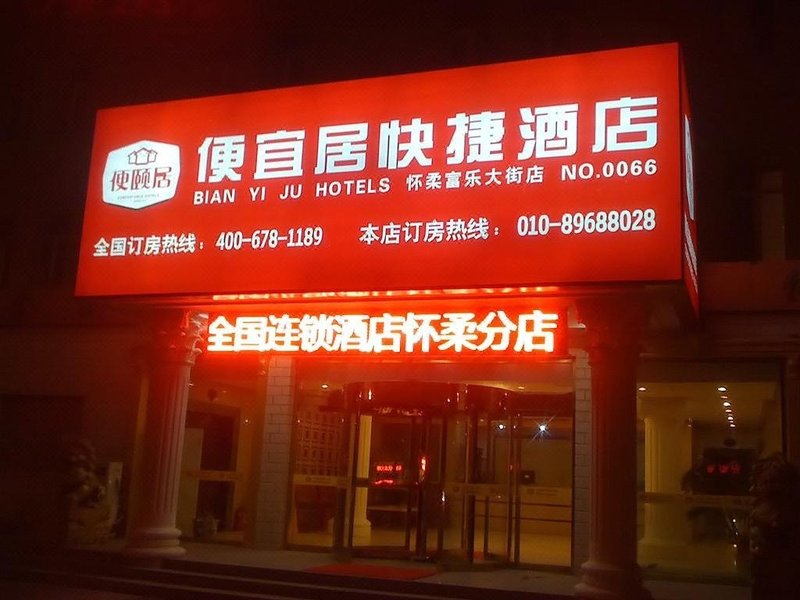 便宜居快捷酒店
便颐居
BIAN YI JU HOTELS 怀柔富乐大街店 NO.0066
全国订房热线：400-678-1189 本店订房热线：010-89688028
全国连锁酒店怀柔分店